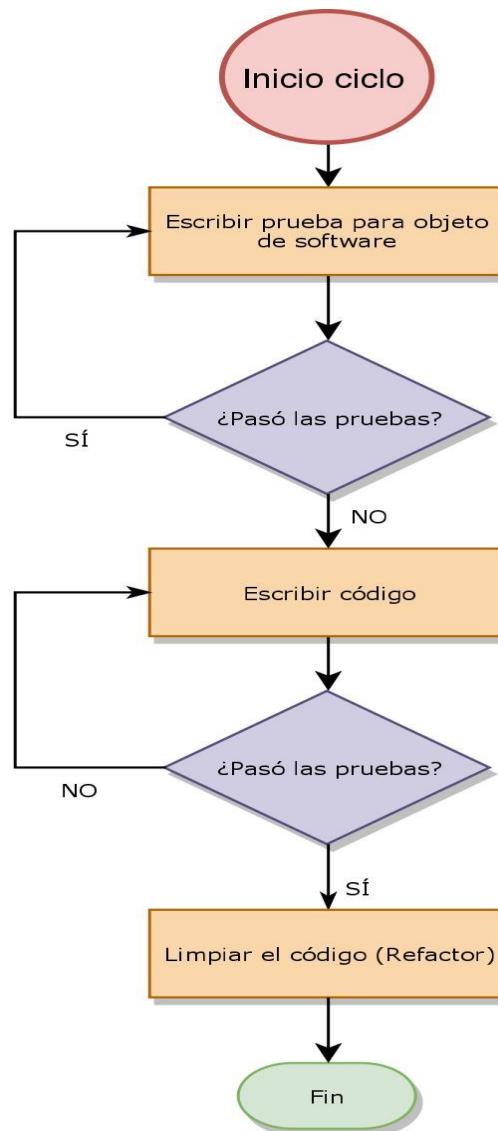 Inicio ciclo
Escribir prueba para objeto
de software
¿Pasó las pruebas?
SÍ
NO
Escribir código
¿Pasó las pruebas?
NO
SÍ
Limpiar el código (Refactor)
Fin